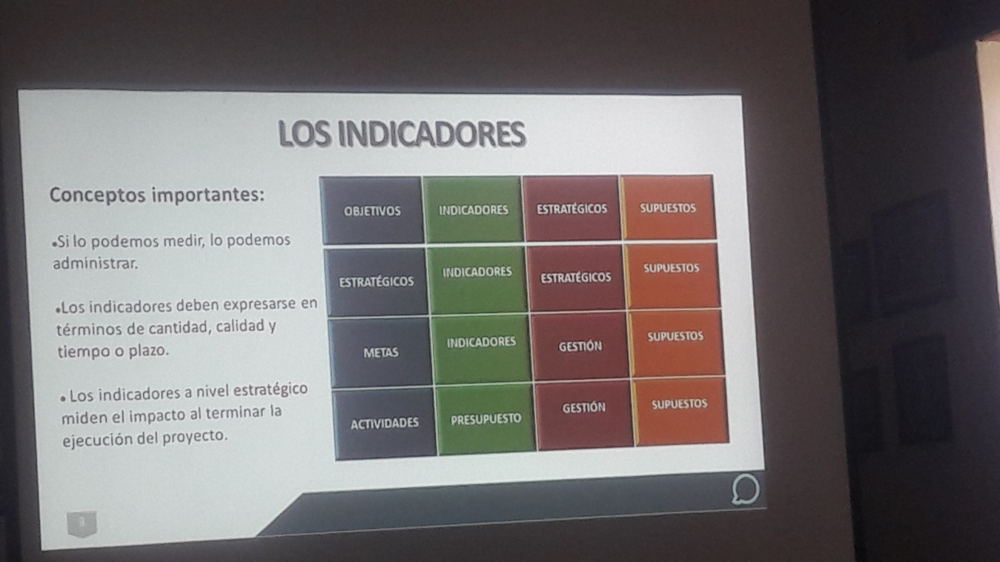 LOS INDICADORES
Conceptos importantes:
•Si lo podemos medir, lo podemos
administrar.
•Los indicadores deben expresarse en
términos de cantidad, calidad y
tiempo o plazo.
• Los indicadores a nivel estratégico
miden el impacto al terminar la
ejecución del proyecto.
OBJETIVOS INDICADORES ESTRATÉGICOS SUPUESTOS
ESTRATÉGICOS INDICADORES ESTRATÉGICOS SUPUESTOS
METAS INDICADORES GESTIÓN SUPUESTOS
ACTIVIDADES PRESUPUESTO GESTIÓN SUPUESTOS